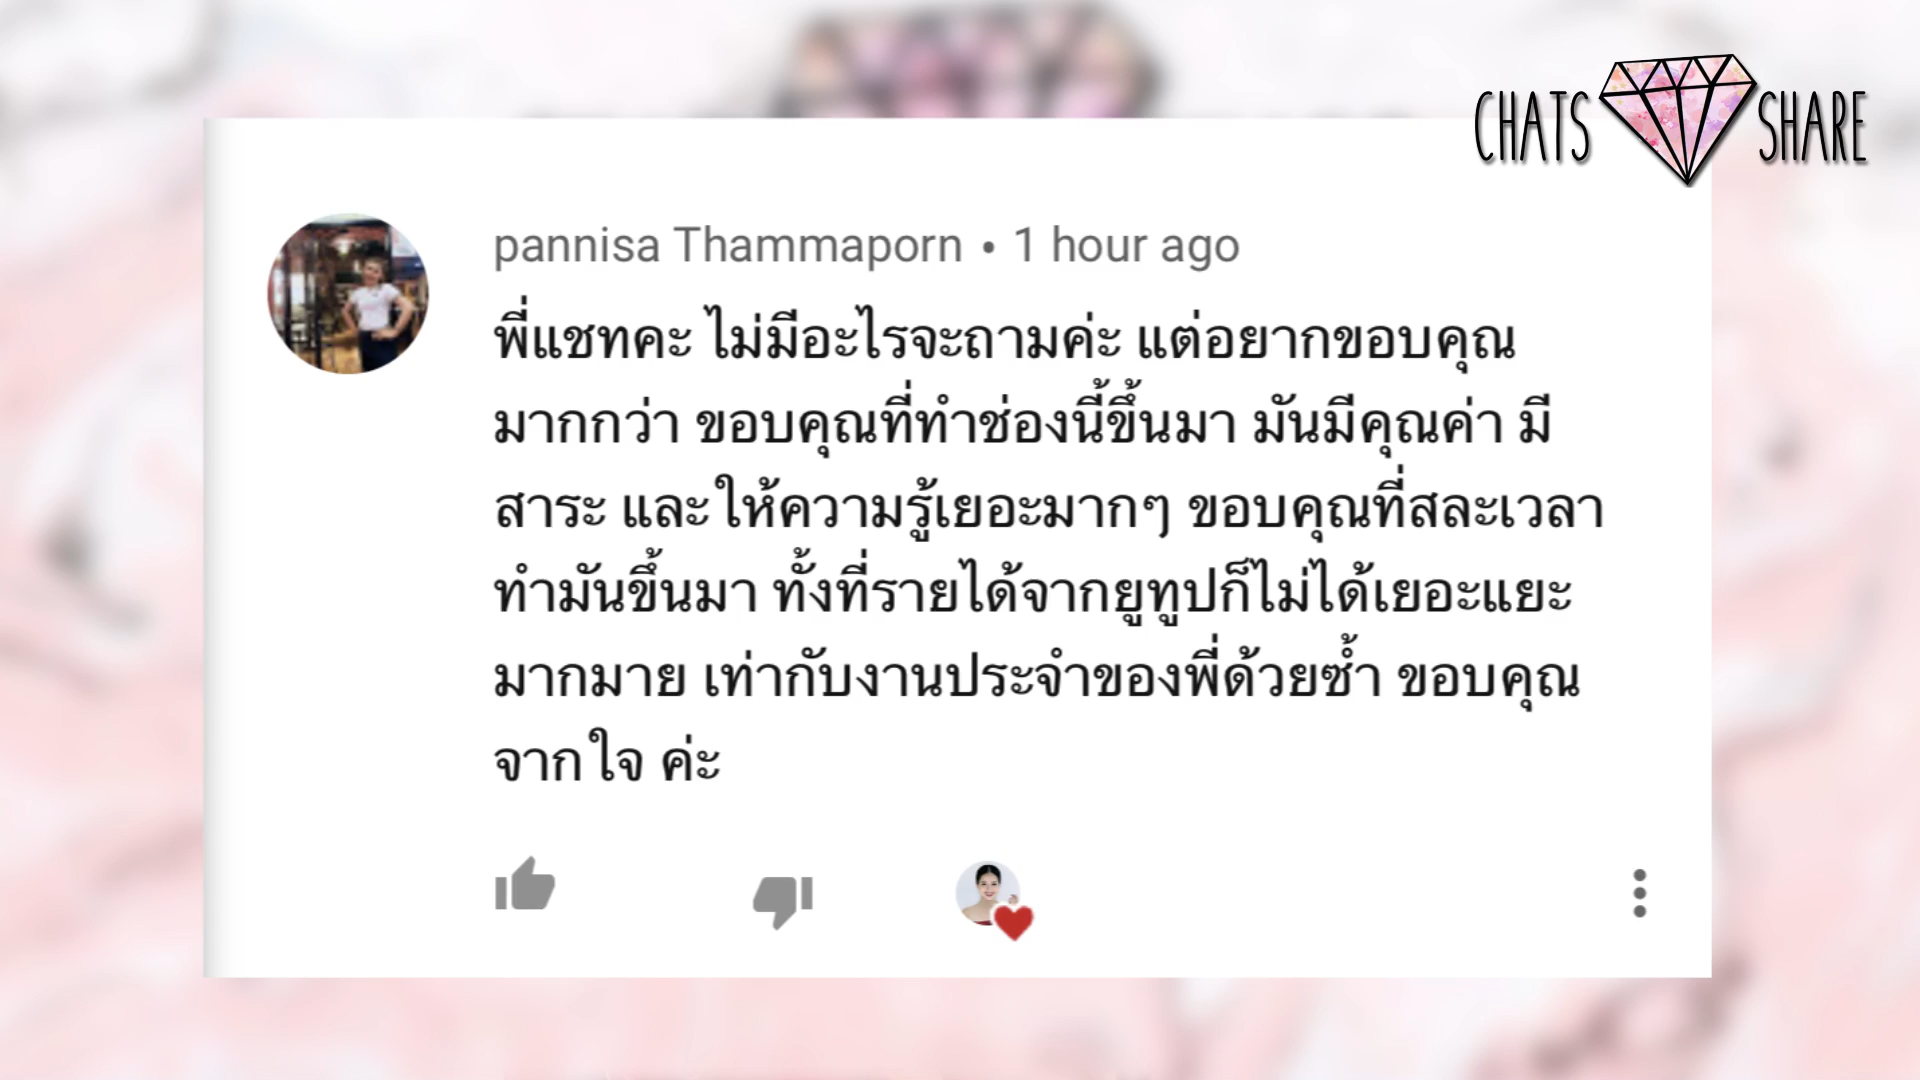 CHATS SHARE
pannisa Thammaporn • 1 hour ago
พี่แชทคะ ไม่มีอะไรจะถามค่ะ แต่อยากขอบคุณ
มากกว่า ขอบคุณที่ทำช่องนี้ขึ้นมา มันมีคุณค่า มี
สาระ และให้ความรู้เยอะมากๆ ขอบคุณที่สละเวลา
ทำมันขึ้นมา ทั้งที่รายได้จากยูทูปก็ไม่ได้เยอะแยะ
มากมาย เท่ากับงานประจำของพี่ด้วยซ้ำ ขอบคุณ
จากใจ ค่ะ